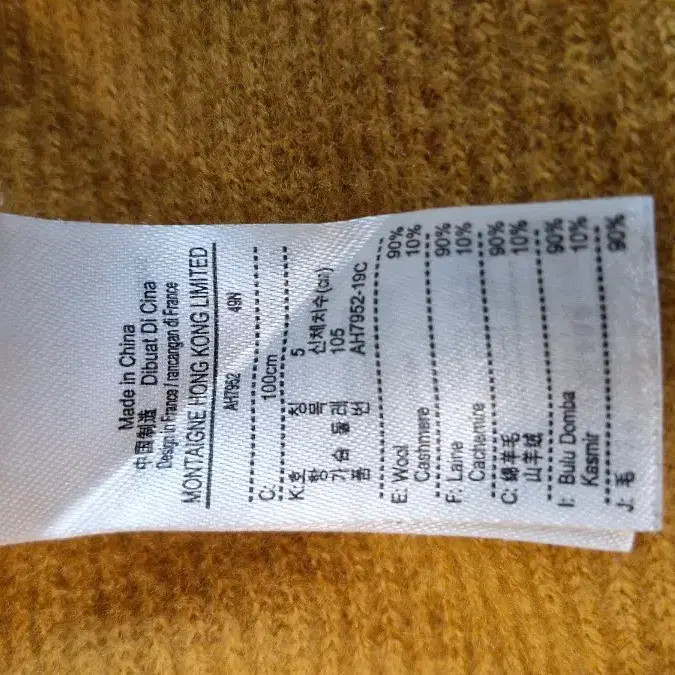 Made in China
中国制造 Dibuat Di Cina
Design in France / rancangan di France
MONTAIGNE HONG KONG LIMITED
AH7952 49N
C: 100cm
K:호 칭 5
항 목 신체치수(cm)
가슴 둘레 105
품 번 AH7952-19C
E: Wool 90%
Cashmere 10%
F: Laine 90%
Cachemire 10%
C: 綿羊毛 90%
山羊绒 10%
I: Bulu Domba 90%
Kasmir 10%
J: 毛 90%